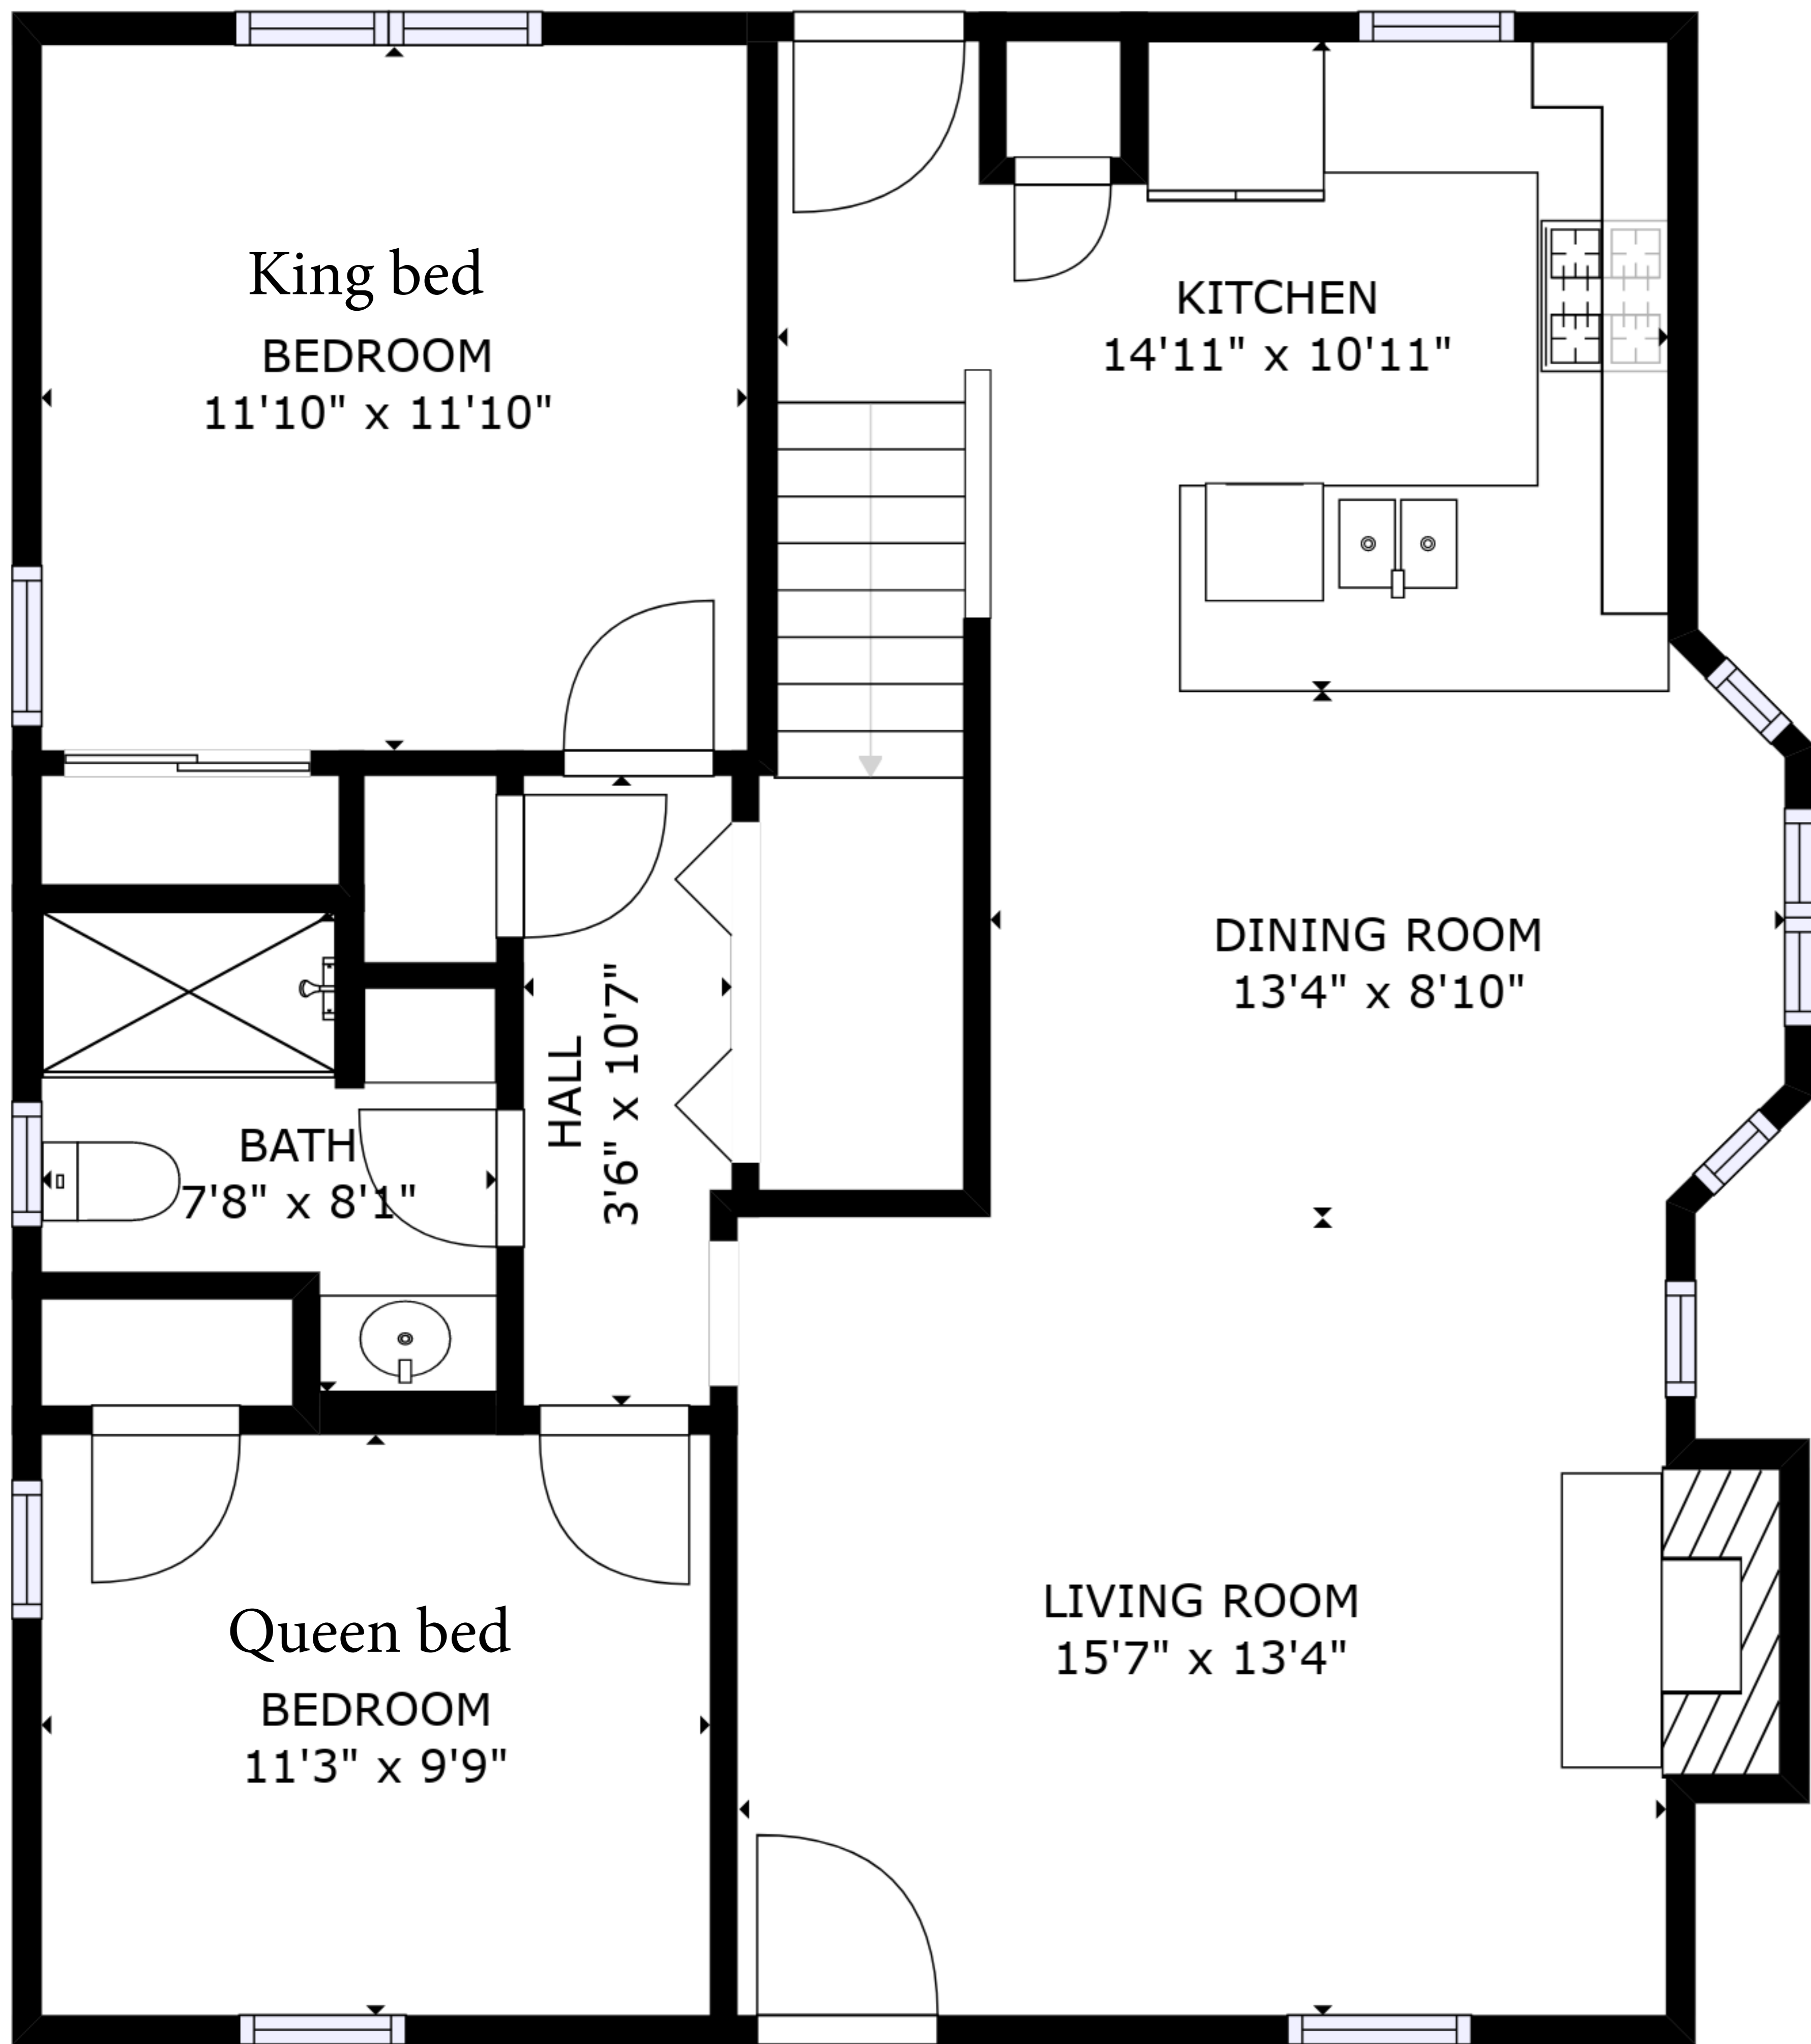 King bed
BEDROOM
11'10" x 11'10"
KITCHEN
14'11" x 10'11"
DINING ROOM
13'4" x 8'10"
HALL
3'6" x 10'7"
BATH
7'8" x 8'1"
LIVING ROOM
15'7" x 13'4"
Queen bed
BEDROOM
11'3" x 9'9"